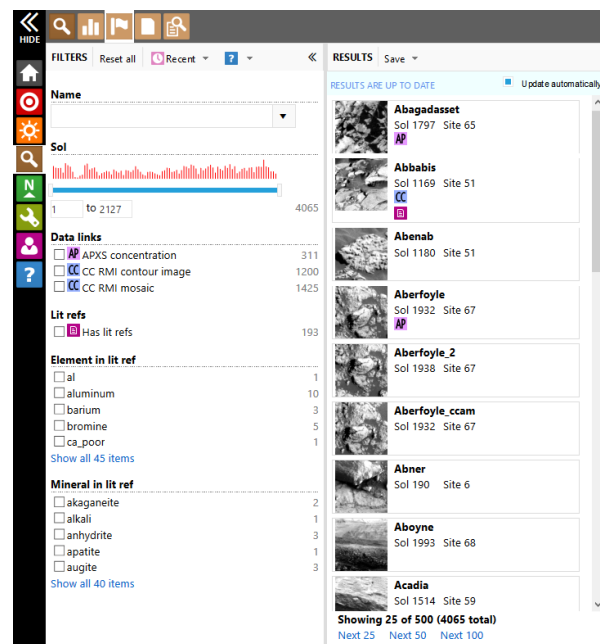 HIDE
FILTERS Reset all Recent ?
Name
Sol
1 to 2127 4065
Data links
AP APXS concentration 311
CC CC RMI contour image 1200
CC CC RMI mosaic 1425
Lit refs
Has lit refs 193
Element in lit ref
al 1
aluminum 10
barium 3
bromine 5
ca_poor 1
Show all 45 items
Mineral in lit ref
akaganeite 2
alkali 1
anhydrite 3
apatite 1
augite 3
Show all 40 items
N
?
RESULTS Save
RESULTS ARE UP TO DATE Update automatically
Abagadasset
Sol 1797 Site 65
AP
Abbabis
Sol 1169 Site 51
CC
Abenab
Sol 1180 Site 51
Aberfoyle
Sol 1932 Site 67
AP
Aberfoyle_2
Sol 1938 Site 67
Aberfoyle_ccam
Sol 1932 Site 67
Abner
Sol 190 Site 6
Aboyne
Sol 1993 Site 68
Acadia
Sol 1514 Site 59
Showing 25 of 500 (4065 total)
Next 25 Next 50 Next 100